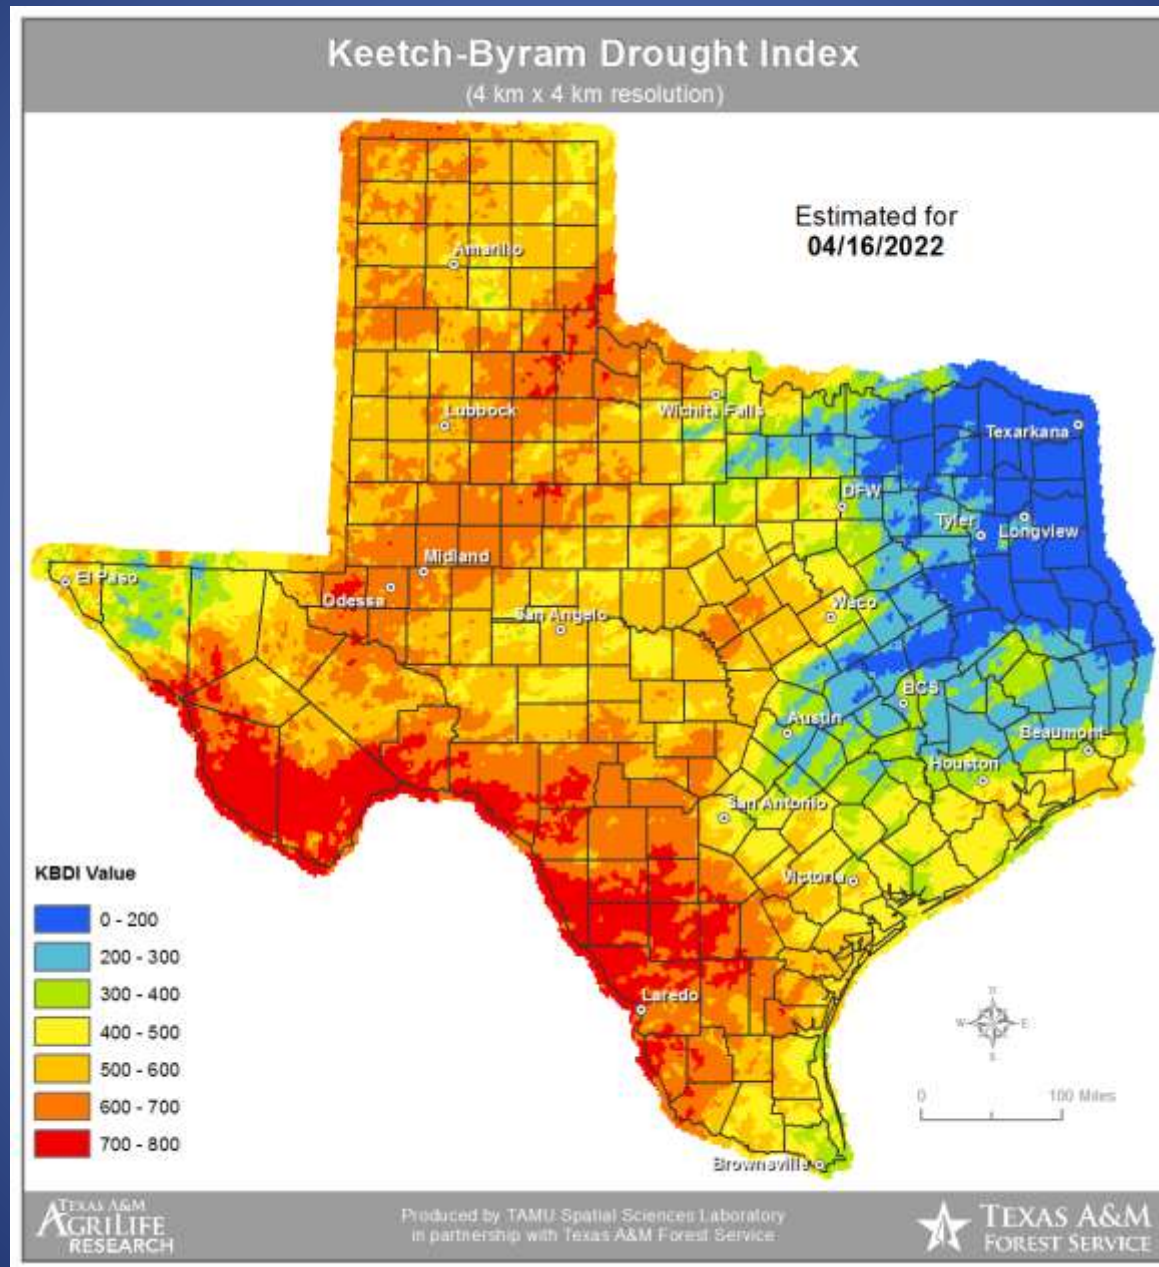 Keetch-Byram Drought Index
(4 km x 4 km resolution)
Estimated for
04/16/2022
Amarillo
Lubbock
Wichita Falls
Texarkana
DFW
Tyler
Longview
Midland
El Paso
Odessa
San Angelo
Waco
BCS
Austin
Beaumont
Houston
San Antonio
Victoria
Laredo
Brownsville
KBDI Value
0 - 200
200 - 300
300 - 400
400 - 500
500 - 600
600 - 700
700 - 800
N
W
E
S
0
100 Miles
TEXAS A&M
AGRILIFE
RESEARCH
Produced by TAMU Spatial Sciences Laboratory
in partnership with Texas A&M Forest Service
TEXAS A&M
FOREST SERVICE